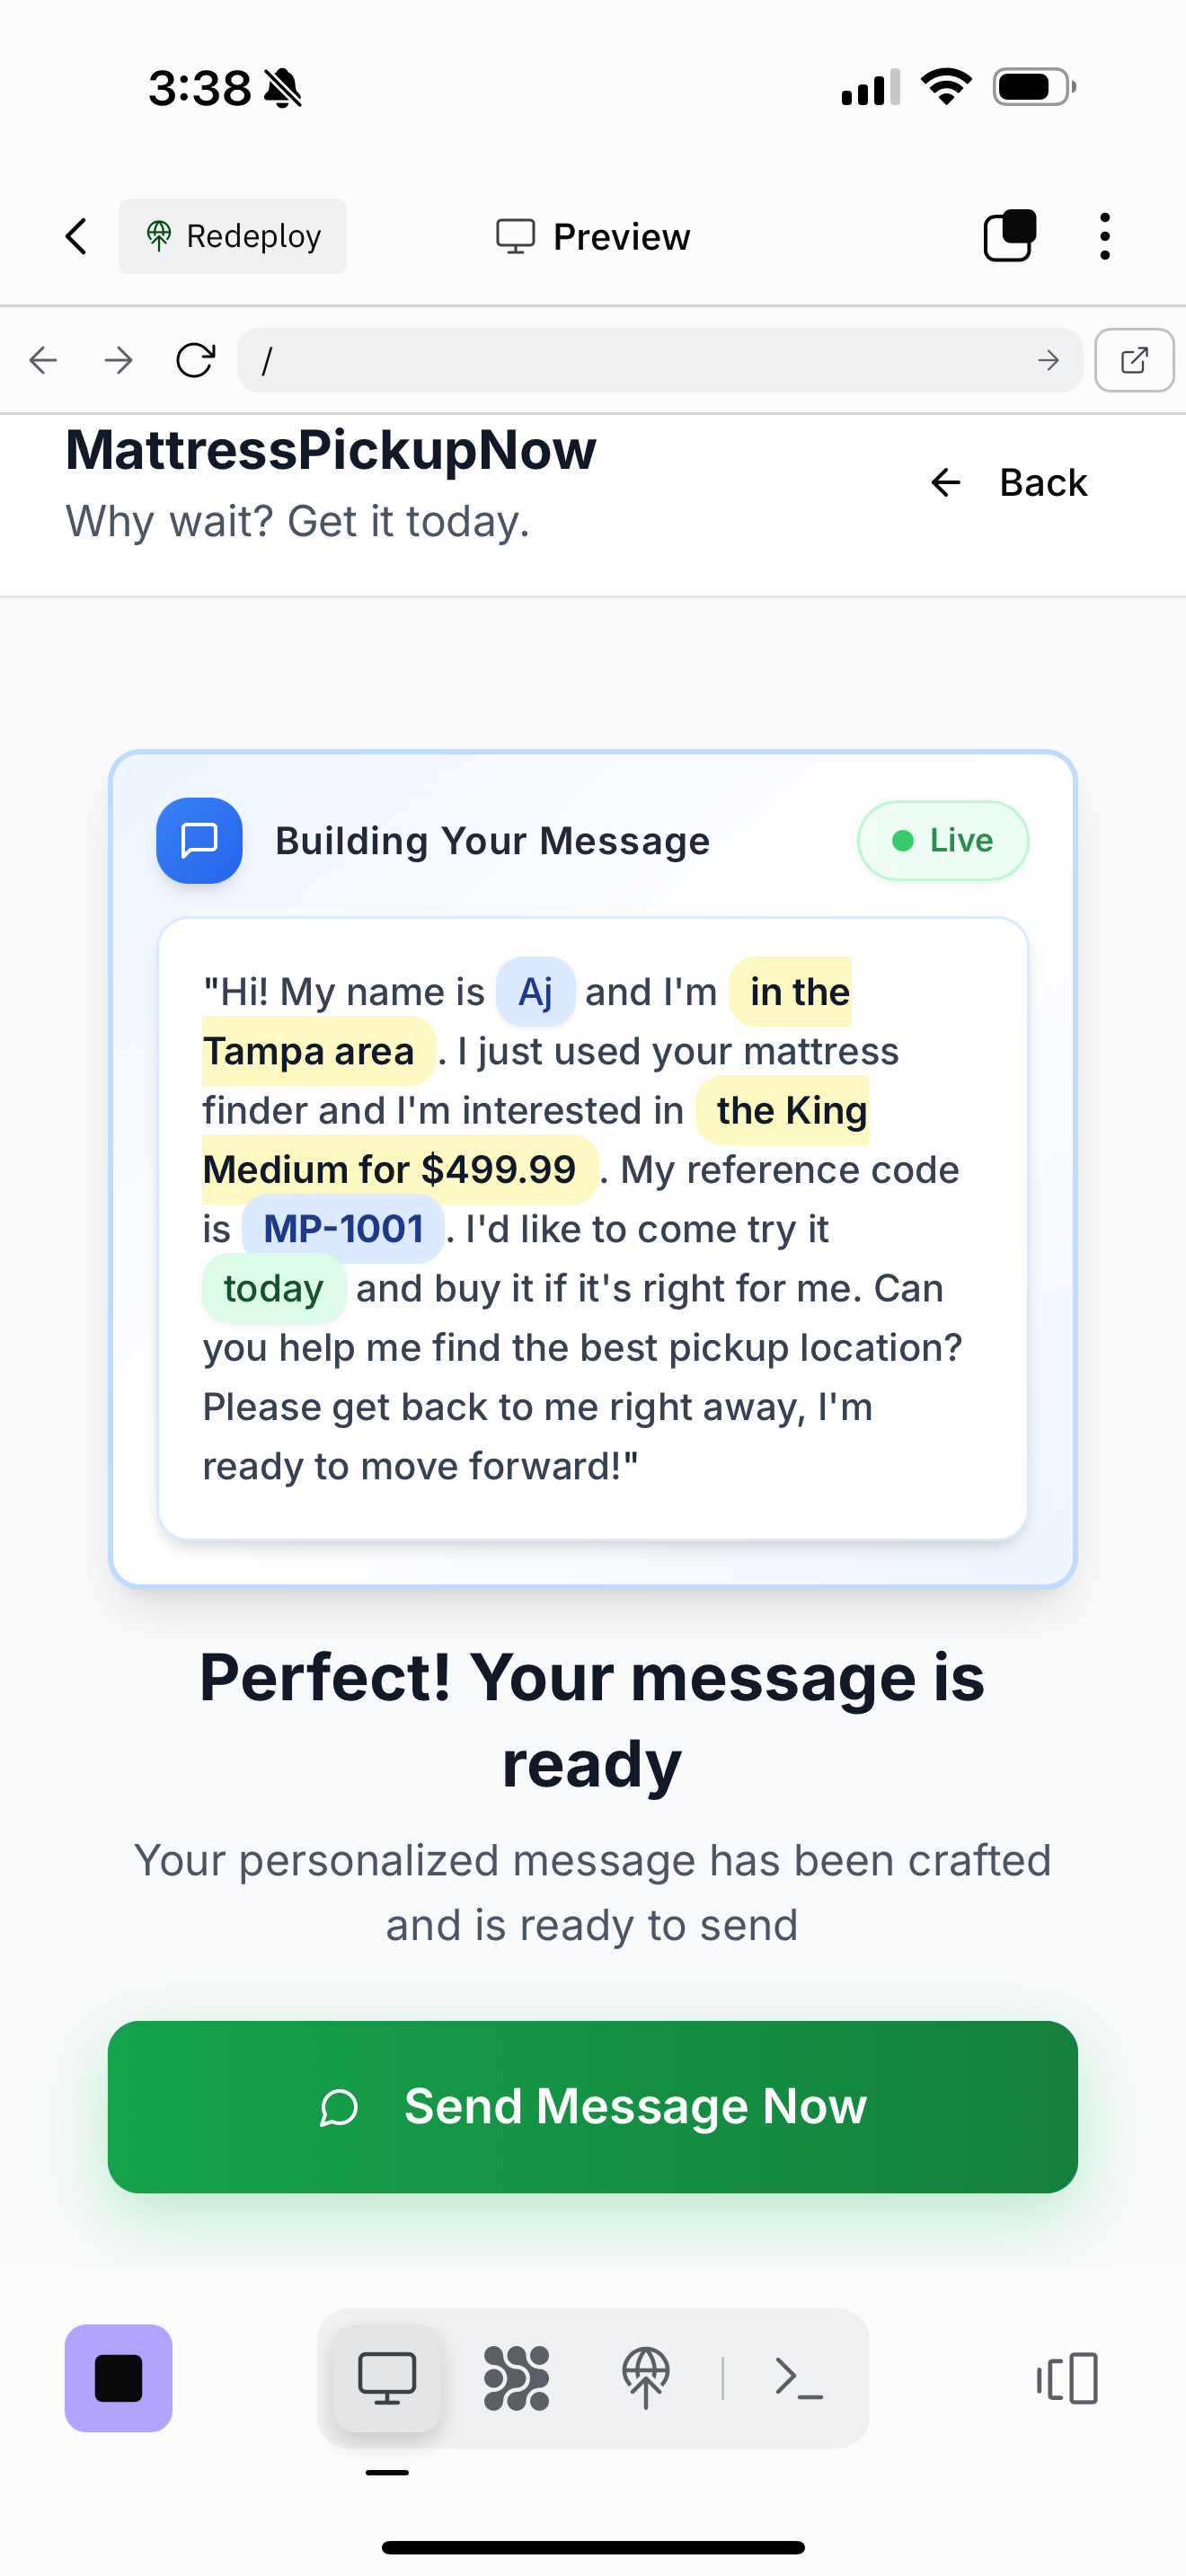 3:38
Redeploy
Preview
/
MattressPickupNow
Why wait? Get it today.
Back
Building Your Message
Live
"Hi! My name is Aj and I'm in the
Tampa area . I just used your mattress
finder and I'm interested in the King
Medium for $499.99 . My reference code
is MP-1001 . I'd like to come try it
today and buy it if it's right for me. Can
you help me find the best pickup location?
Please get back to me right away, I'm
ready to move forward!"
Perfect! Your message is
ready
Your personalized message has been crafted
and is ready to send
Send Message Now